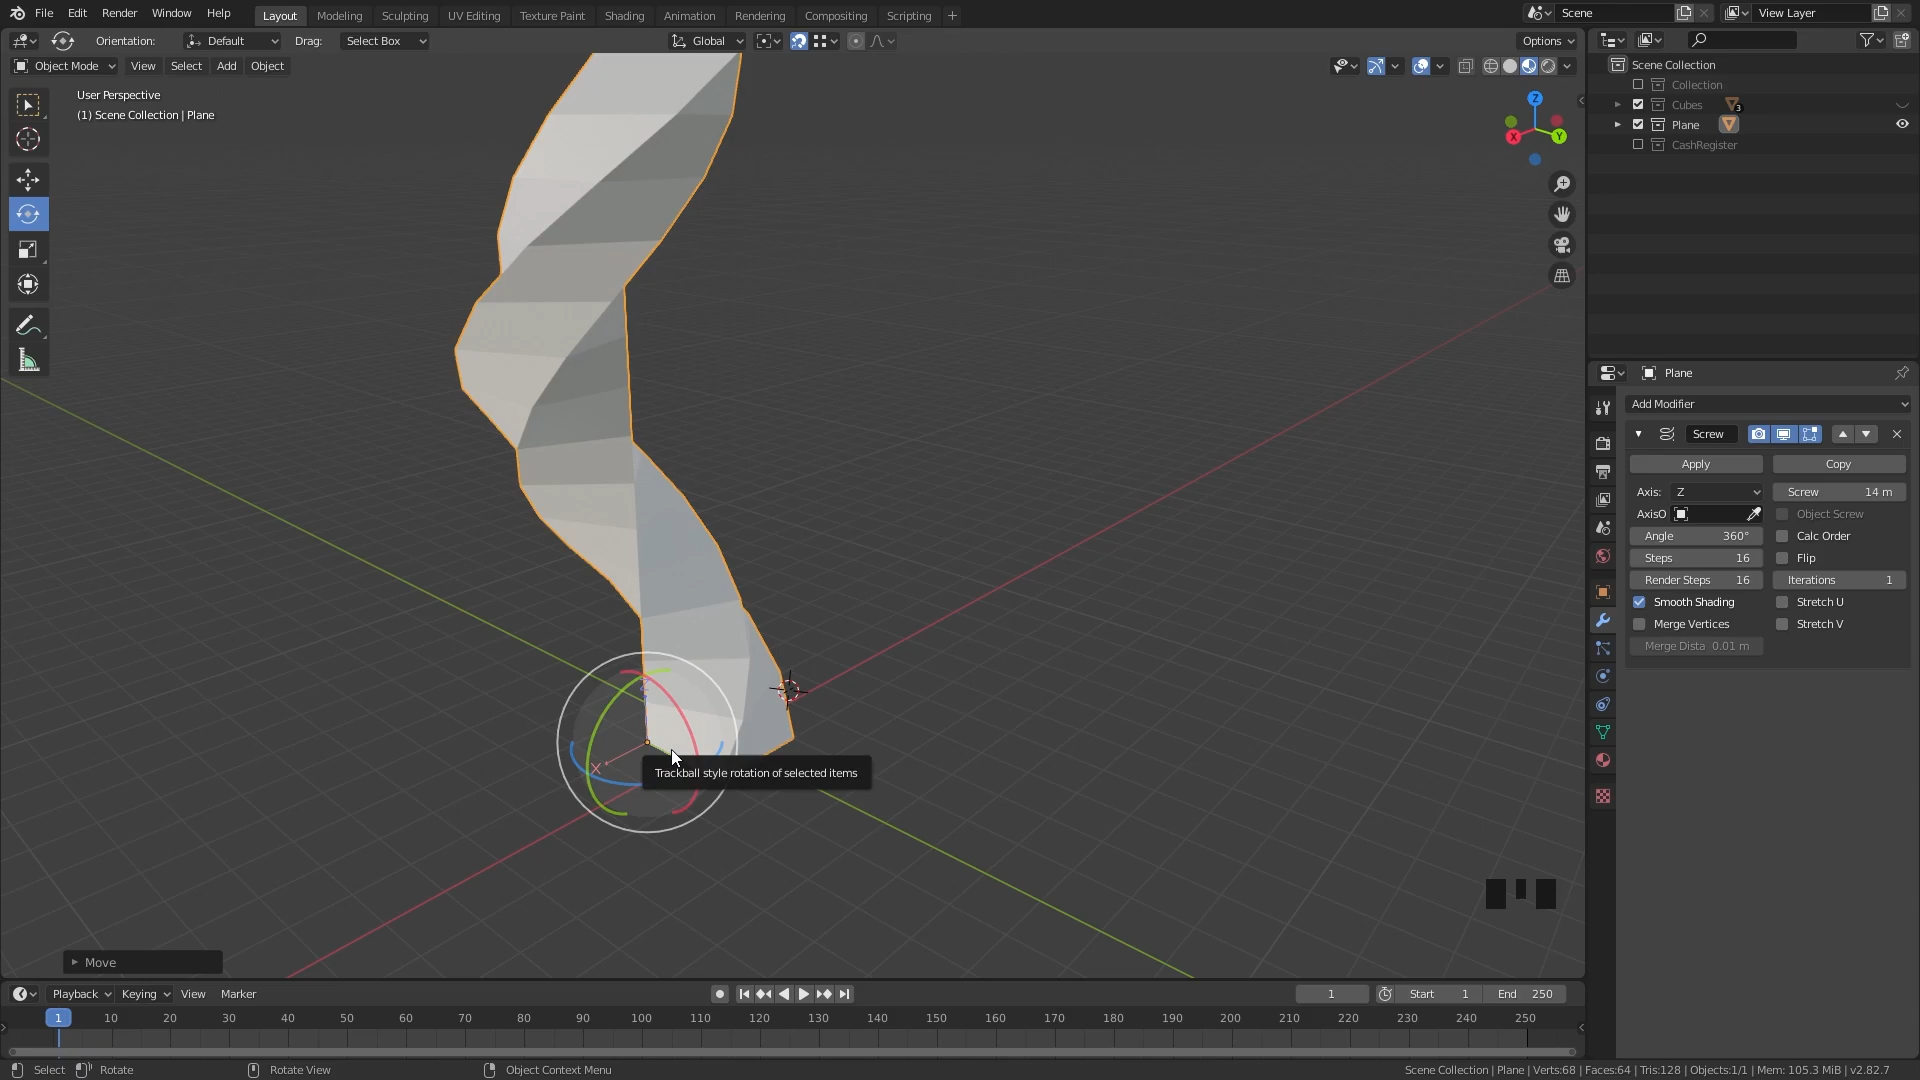 File Edit Render Window Help Layout Modeling Sculpting UV Editing Texture Paint Shading Animation Rendering Compositing Scripting + Scene View Layer
Orientation: Default Drag: Select Box Global Options
Object Mode View Select Add Object
User Perspective
(1) Scene Collection | Plane
Z
X
Y
Scene Collection
Collection
Cubes 3
Plane
CashRegister
Plane
Add Modifier
Screw
Apply Copy
Axis: Z Screw 14 m
AxisO Object Screw
Angle 360° Calc Order
Steps 16 Flip
Render Steps 16 Iterations 1
Smooth Shading Stretch U
Merge Vertices Stretch V
Merge Dista 0.01 m
X
Trackball style rotation of selected items
Move
Playback Keying View Marker 1 Start 1 End 250
1 10 20 30 40 50 60 70 80 90 100 110 120 130 140 150 160 170 180 190 200 210 220 230 240 250
Select Rotate Rotate View Object Context Menu Scene Collection | Plane | Verts:68 | Faces:64 | Tris:128 | Objects:1/1 | Mem: 105.3 MiB | v2.82.7